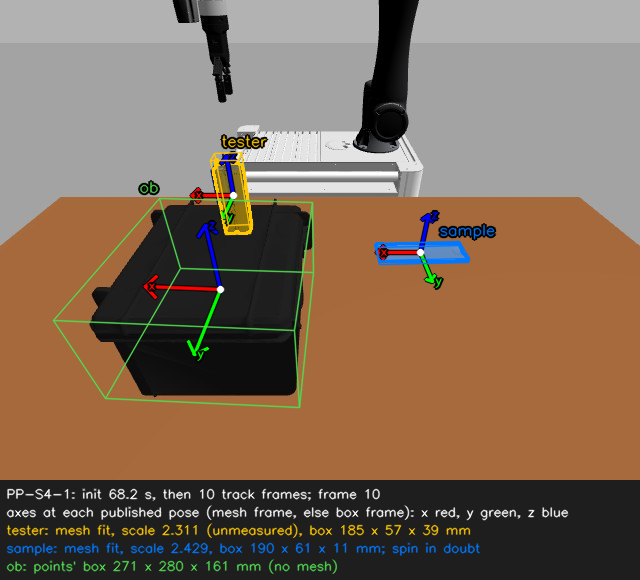 tester
ob
sample
x
z
y
x
z
y
x
z
y
PP-S4-1: init 68.2 s, then 10 track frames; frame 10
axes at each published pose (mesh frame, else box frame): x red, y green, z blue
tester: mesh fit, scale 2.311 (unmeasured), box 185 x 57 x 39 mm
sample: mesh fit, scale 2.429, box 190 x 61 x 11 mm; spin in doubt
ob: points' box 271 x 280 x 161 mm (no mesh)